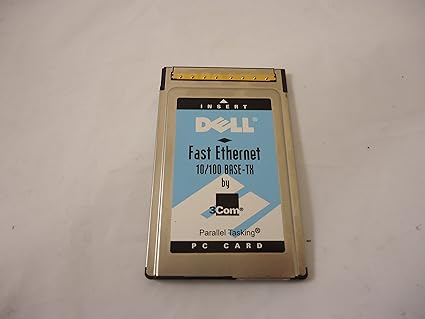 INSERT
DELL®
Fast Ethernet
10/100 BASE-TX
by
3Com®
Parallel Tasking®
PC CARD